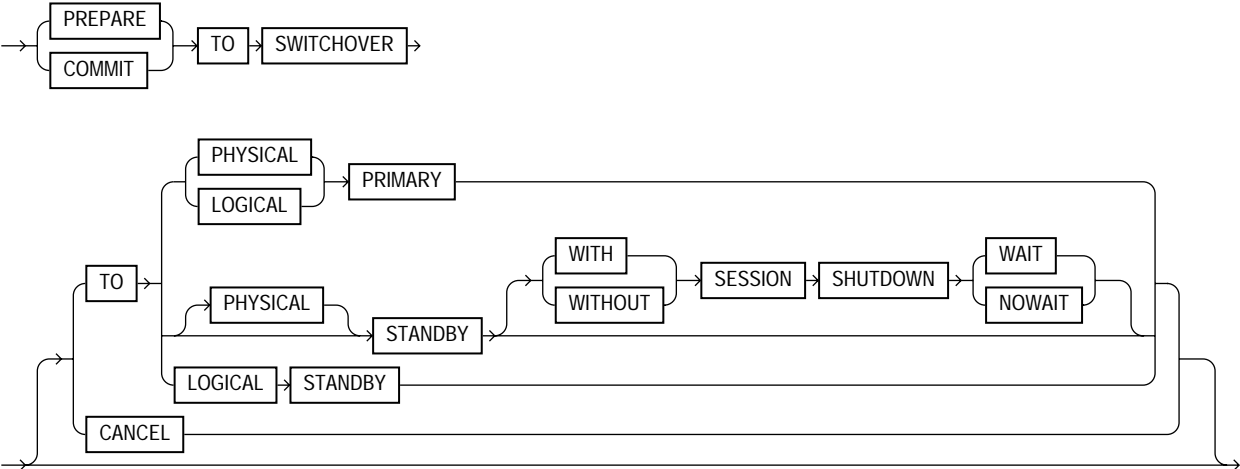 PREPARE
COMMIT
TO SWITCHOVER
PHYSICAL
LOGICAL
PRIMARY
TO
WITH
WITHOUT
SESSION SHUTDOWN
WAIT
NOWAIT
PHYSICAL
STANDBY
LOGICAL STANDBY
CANCEL